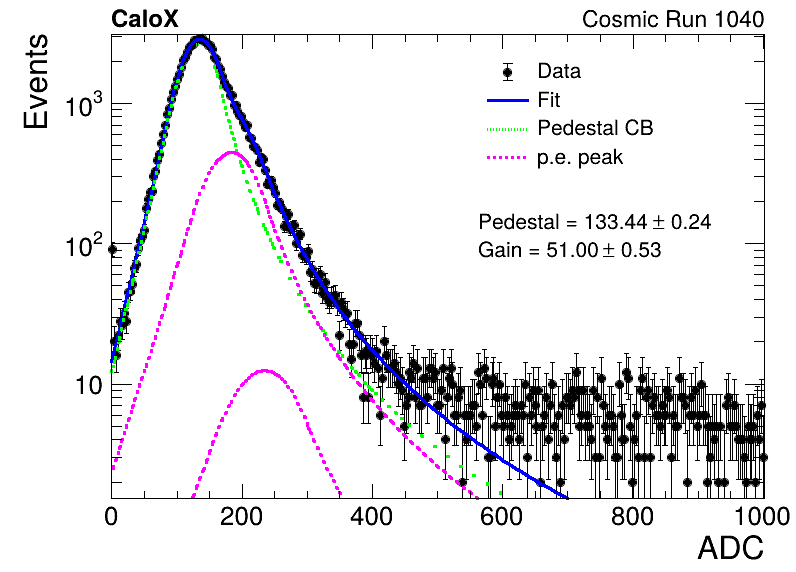 CaloX Cosmic Run 1040
Events
Data
Fit
Pedestal CB
p.e. peak
Pedestal = 133.44 ± 0.24
Gain = 51.00 ± 0.53
10³
10²
10
0 200 400 600 800 1000
ADC